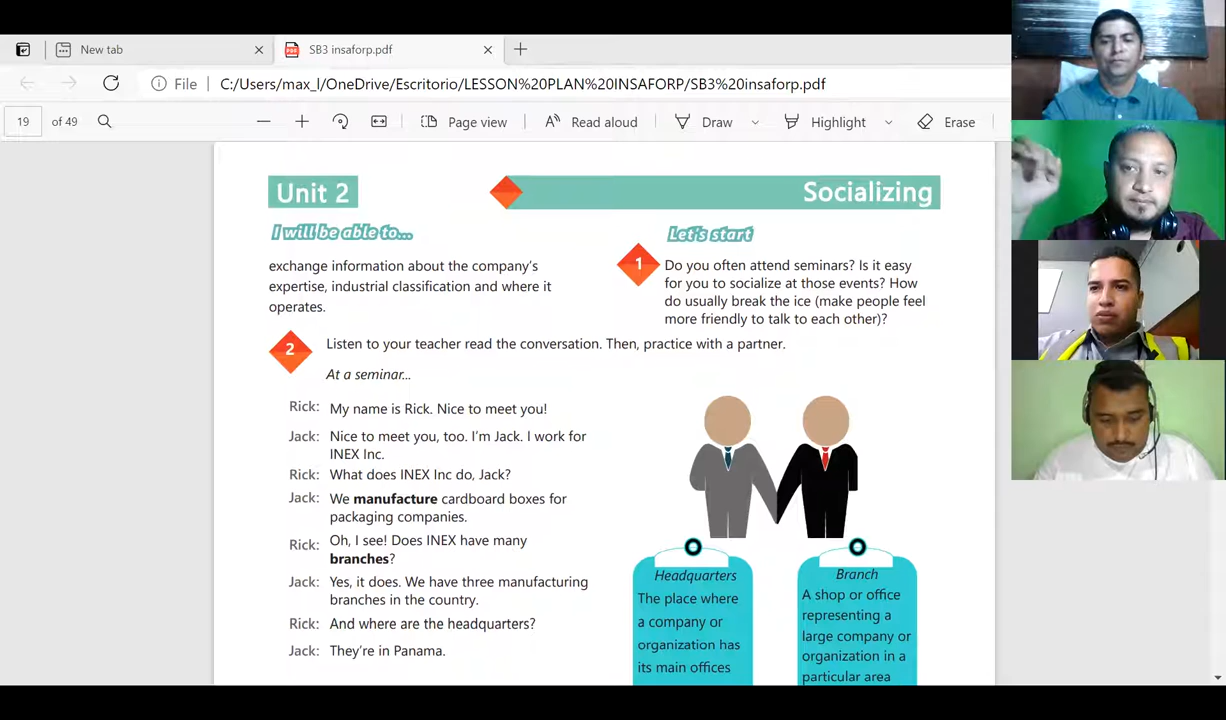 New tab
SB3 insaforp.pdf
File
C:/Users/max_l/OneDrive/Escritorio/LESSON%20PLAN%20INSAFORP/SB3%20insaforp.pdf
19
of 49
Page view
Read aloud
Draw
Highlight
Erase
Unit 2
Socializing
I will be able to...
exchange information about the company's
expertise, industrial classification and where it
operates.
Let's start
1
Do you often attend seminars? Is it easy
for you to socialize at those events? How
do usually break the ice (make people feel
more friendly to talk to each other)?
2
Listen to your teacher read the conversation. Then, practice with a partner.
At a seminar...
Rick: My name is Rick. Nice to meet you!
Jack: Nice to meet you, too. I'm Jack. I work for
INEX Inc.
Rick: What does INEX Inc do, Jack?
Jack: We manufacture cardboard boxes for
packaging companies.
Rick: Oh, I see! Does INEX have many
branches?
Jack: Yes, it does. We have three manufacturing
branches in the country.
Rick: And where are the headquarters?
Jack: They're in Panama.
Headquarters
The place where
a company or
organization has
its main offices
Branch
A shop or office
representing a
large company or
organization in a
particular area